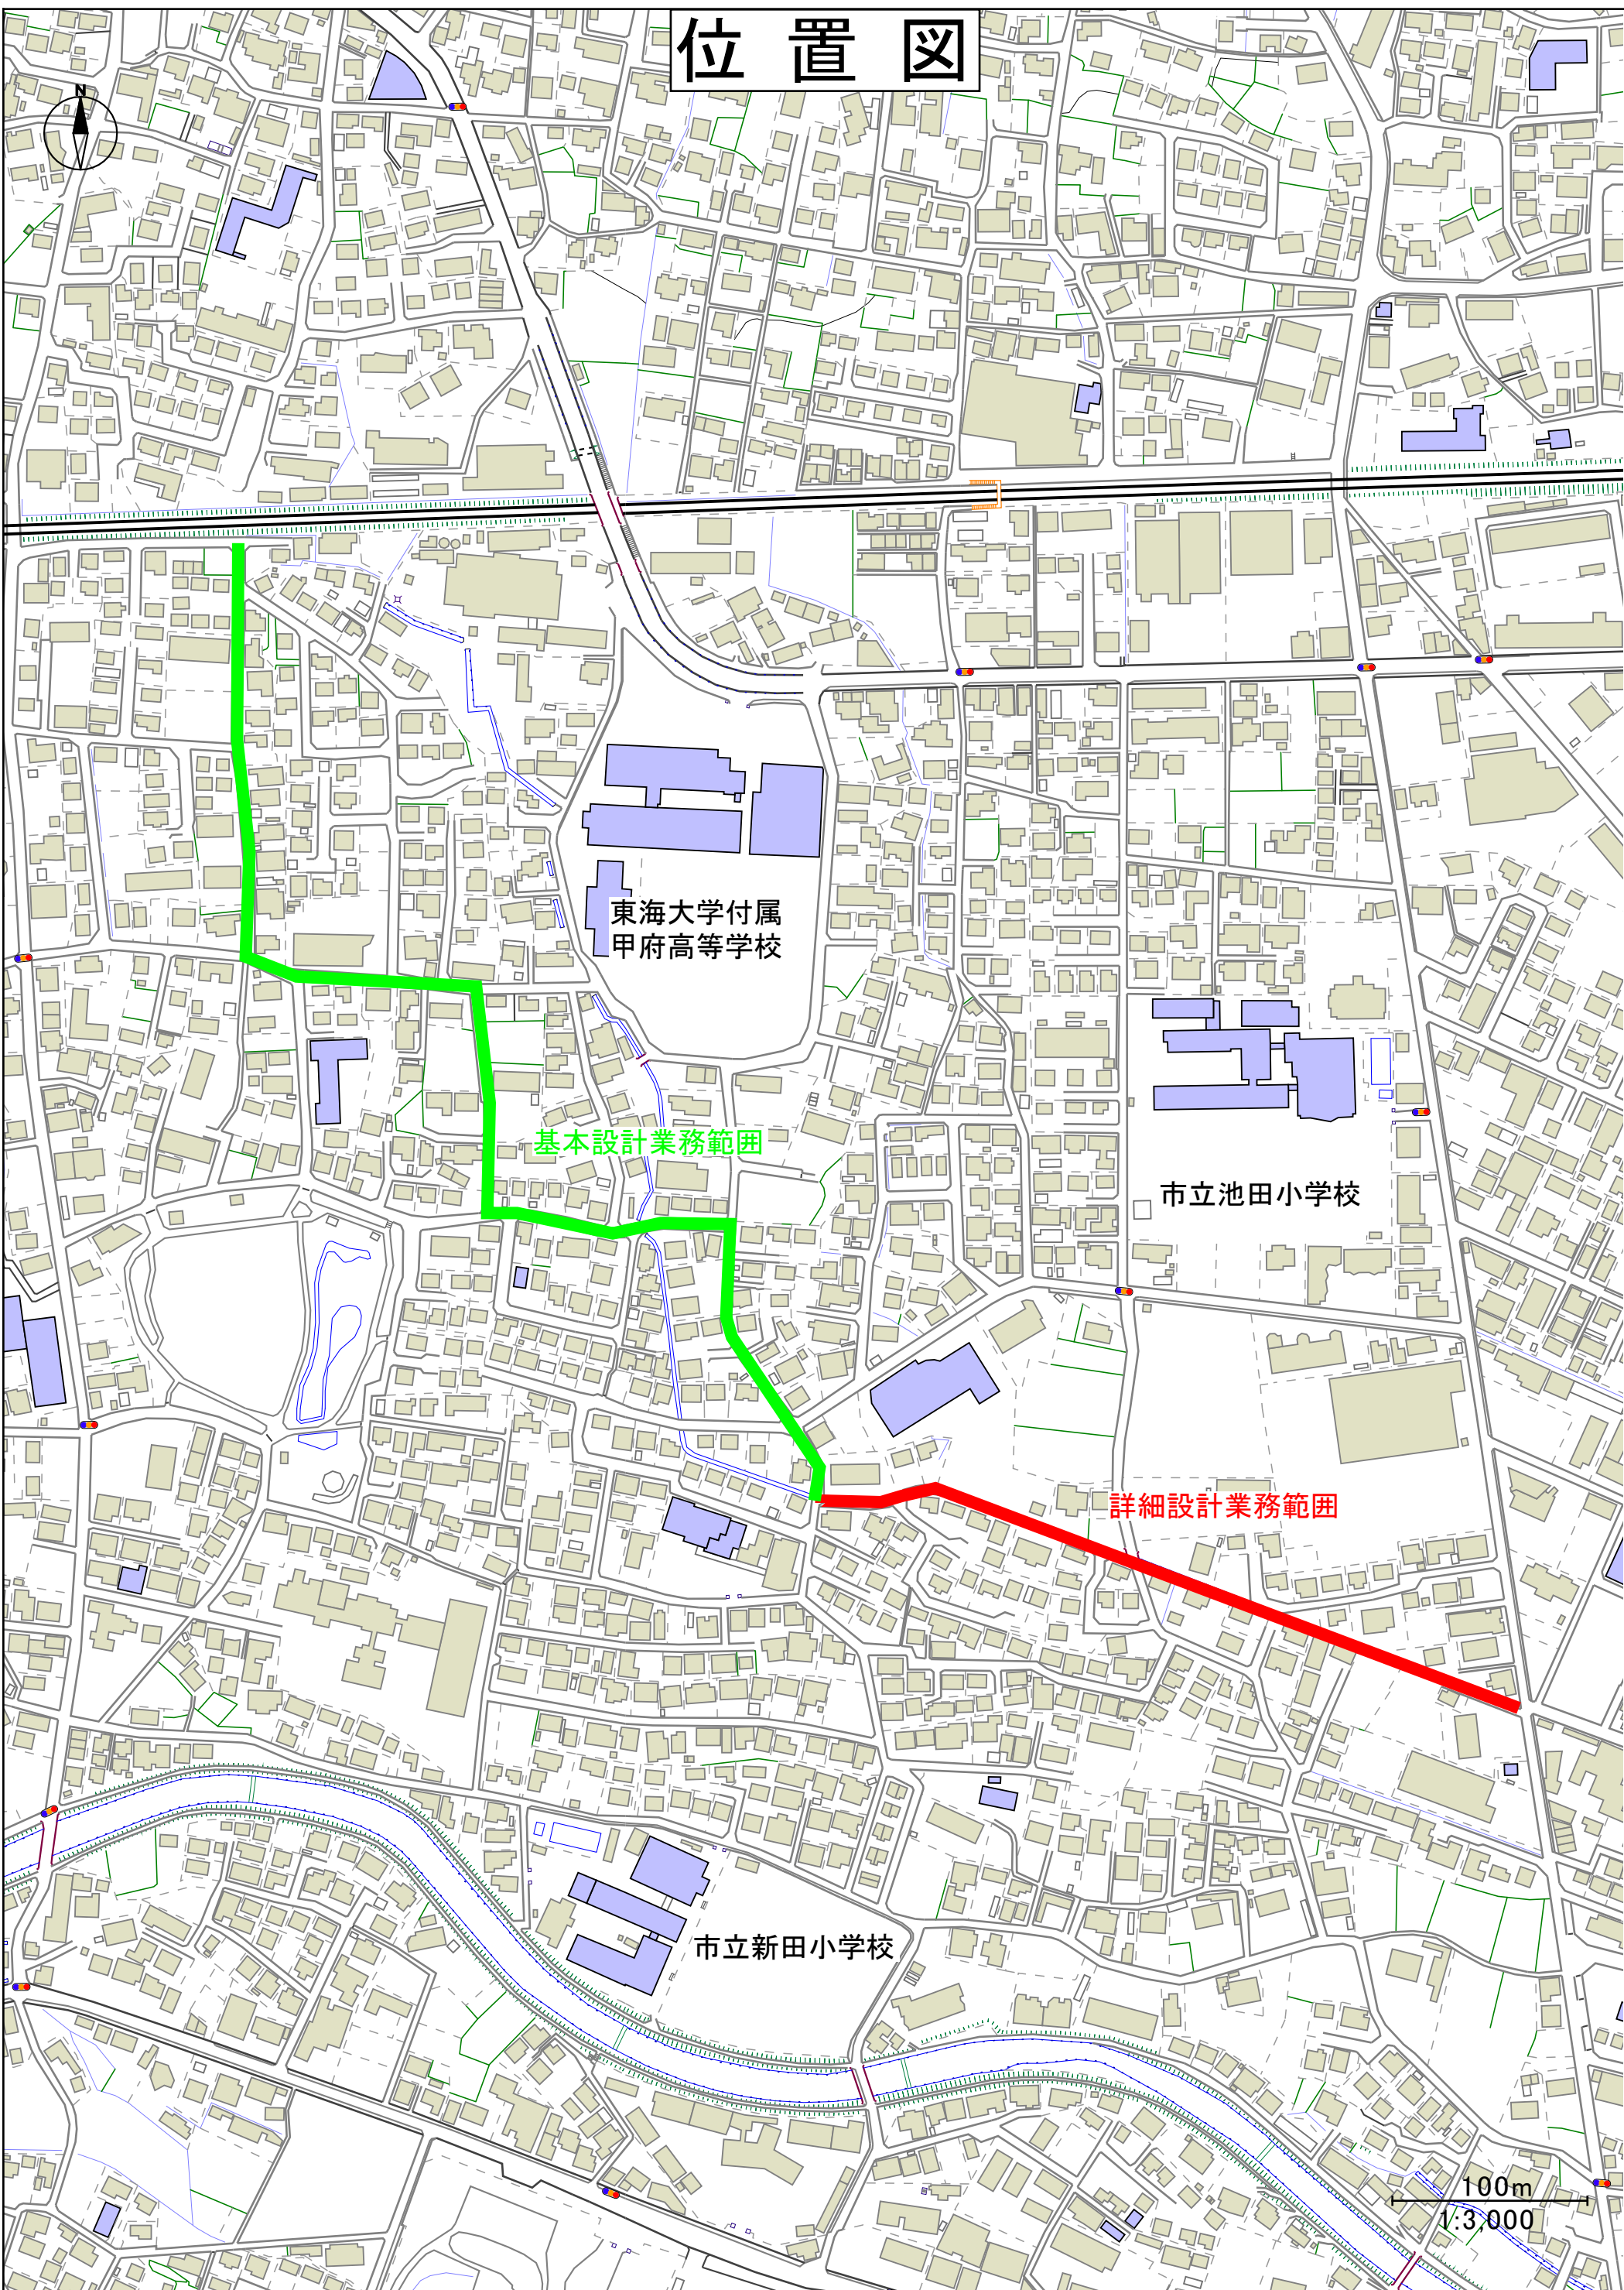 位置図
N
東海大学付属
甲府高等学校
基本設計業務範囲
市立池田小学校
詳細設計業務範囲
市立新田小学校
100m
1:3,000